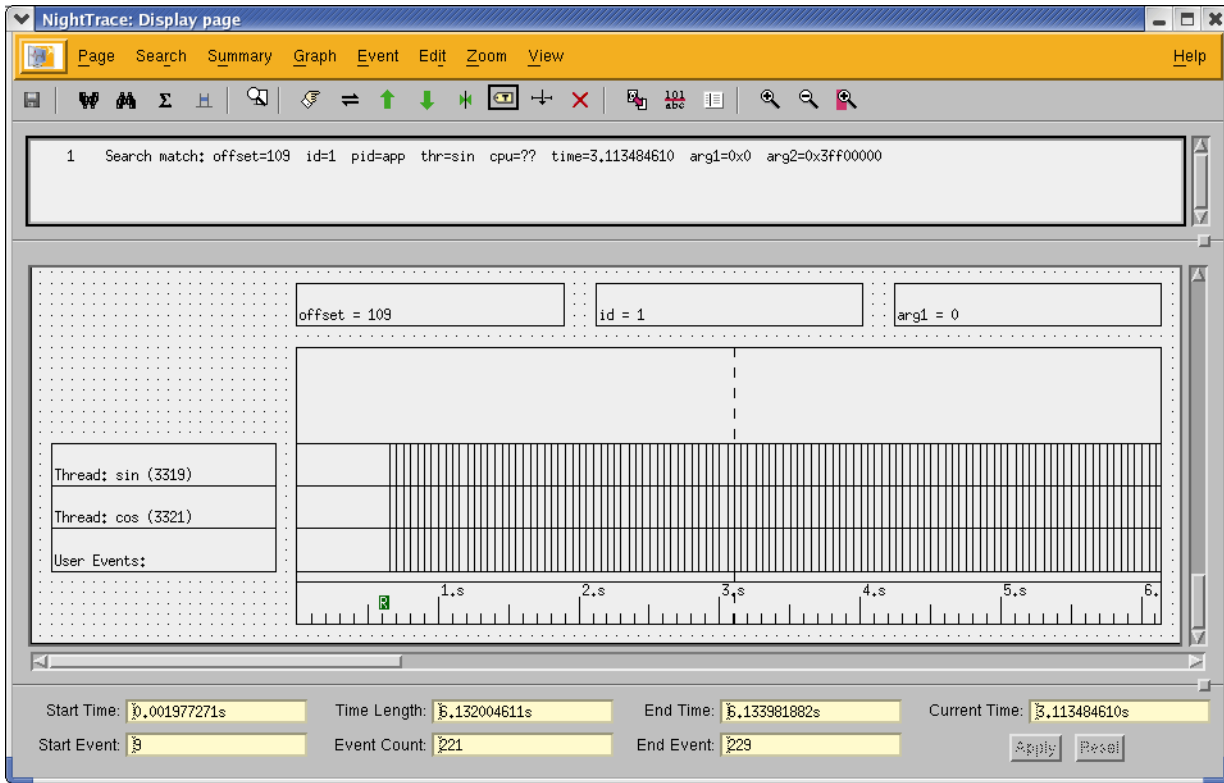 NightTrace: Display page
Page Search Summary Graph Event Edit Zoom View Help
1 Search match: offset=109 id=1 pid=app thr=sin cpu=?? time=3.113484610 arg1=0x0 arg2=0x3ff00000
offset = 109 id = 1 arg1 = 0
Thread: sin (3319)
Thread: cos (3321)
User Events:
R 1.s 2.s 3.s 4.s 5.s 6.
Start Time: 0.001977271s Time Length: 6.132004611s End Time: 6.133981882s Current Time: 3.113484610s
Start Event: 9 Event Count: 221 End Event: 229 Apply Reset